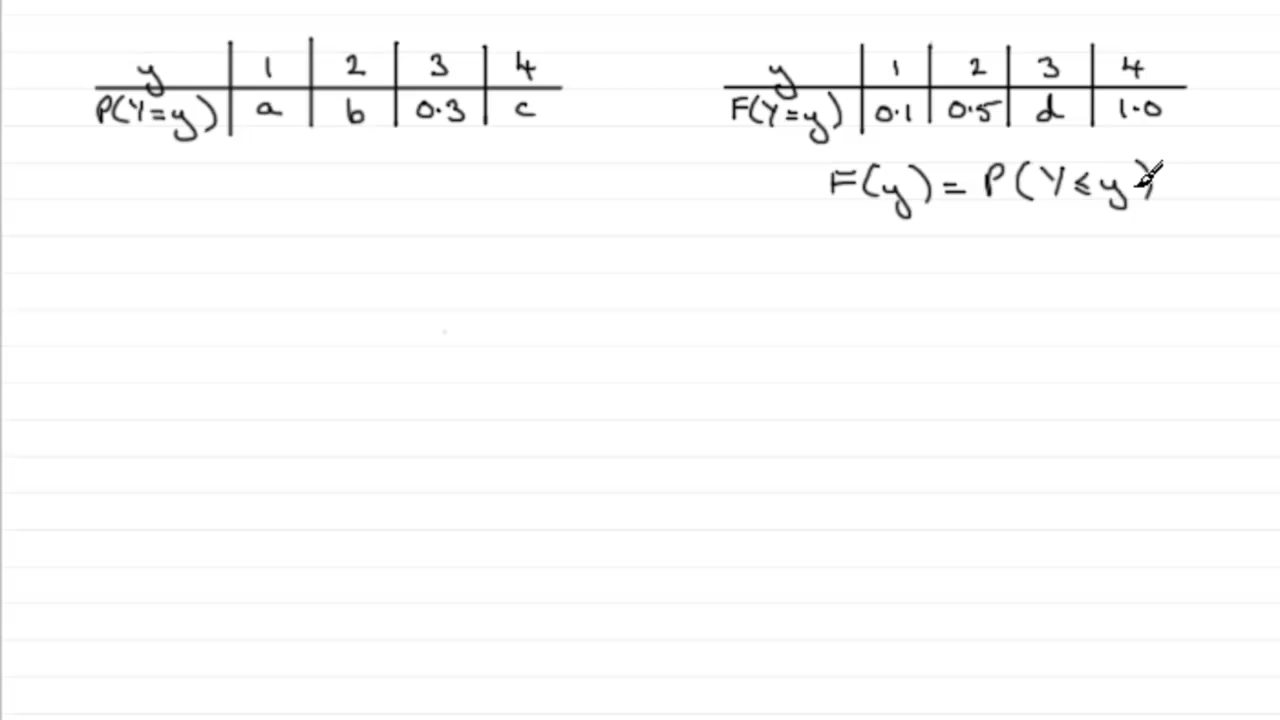 y 1 2 3 4
P(Y=y) a b 0.3 c
y 1 2 3 4
F(Y=y) 0.1 0.5 d 1.0
F(y) = P(Y≤y)